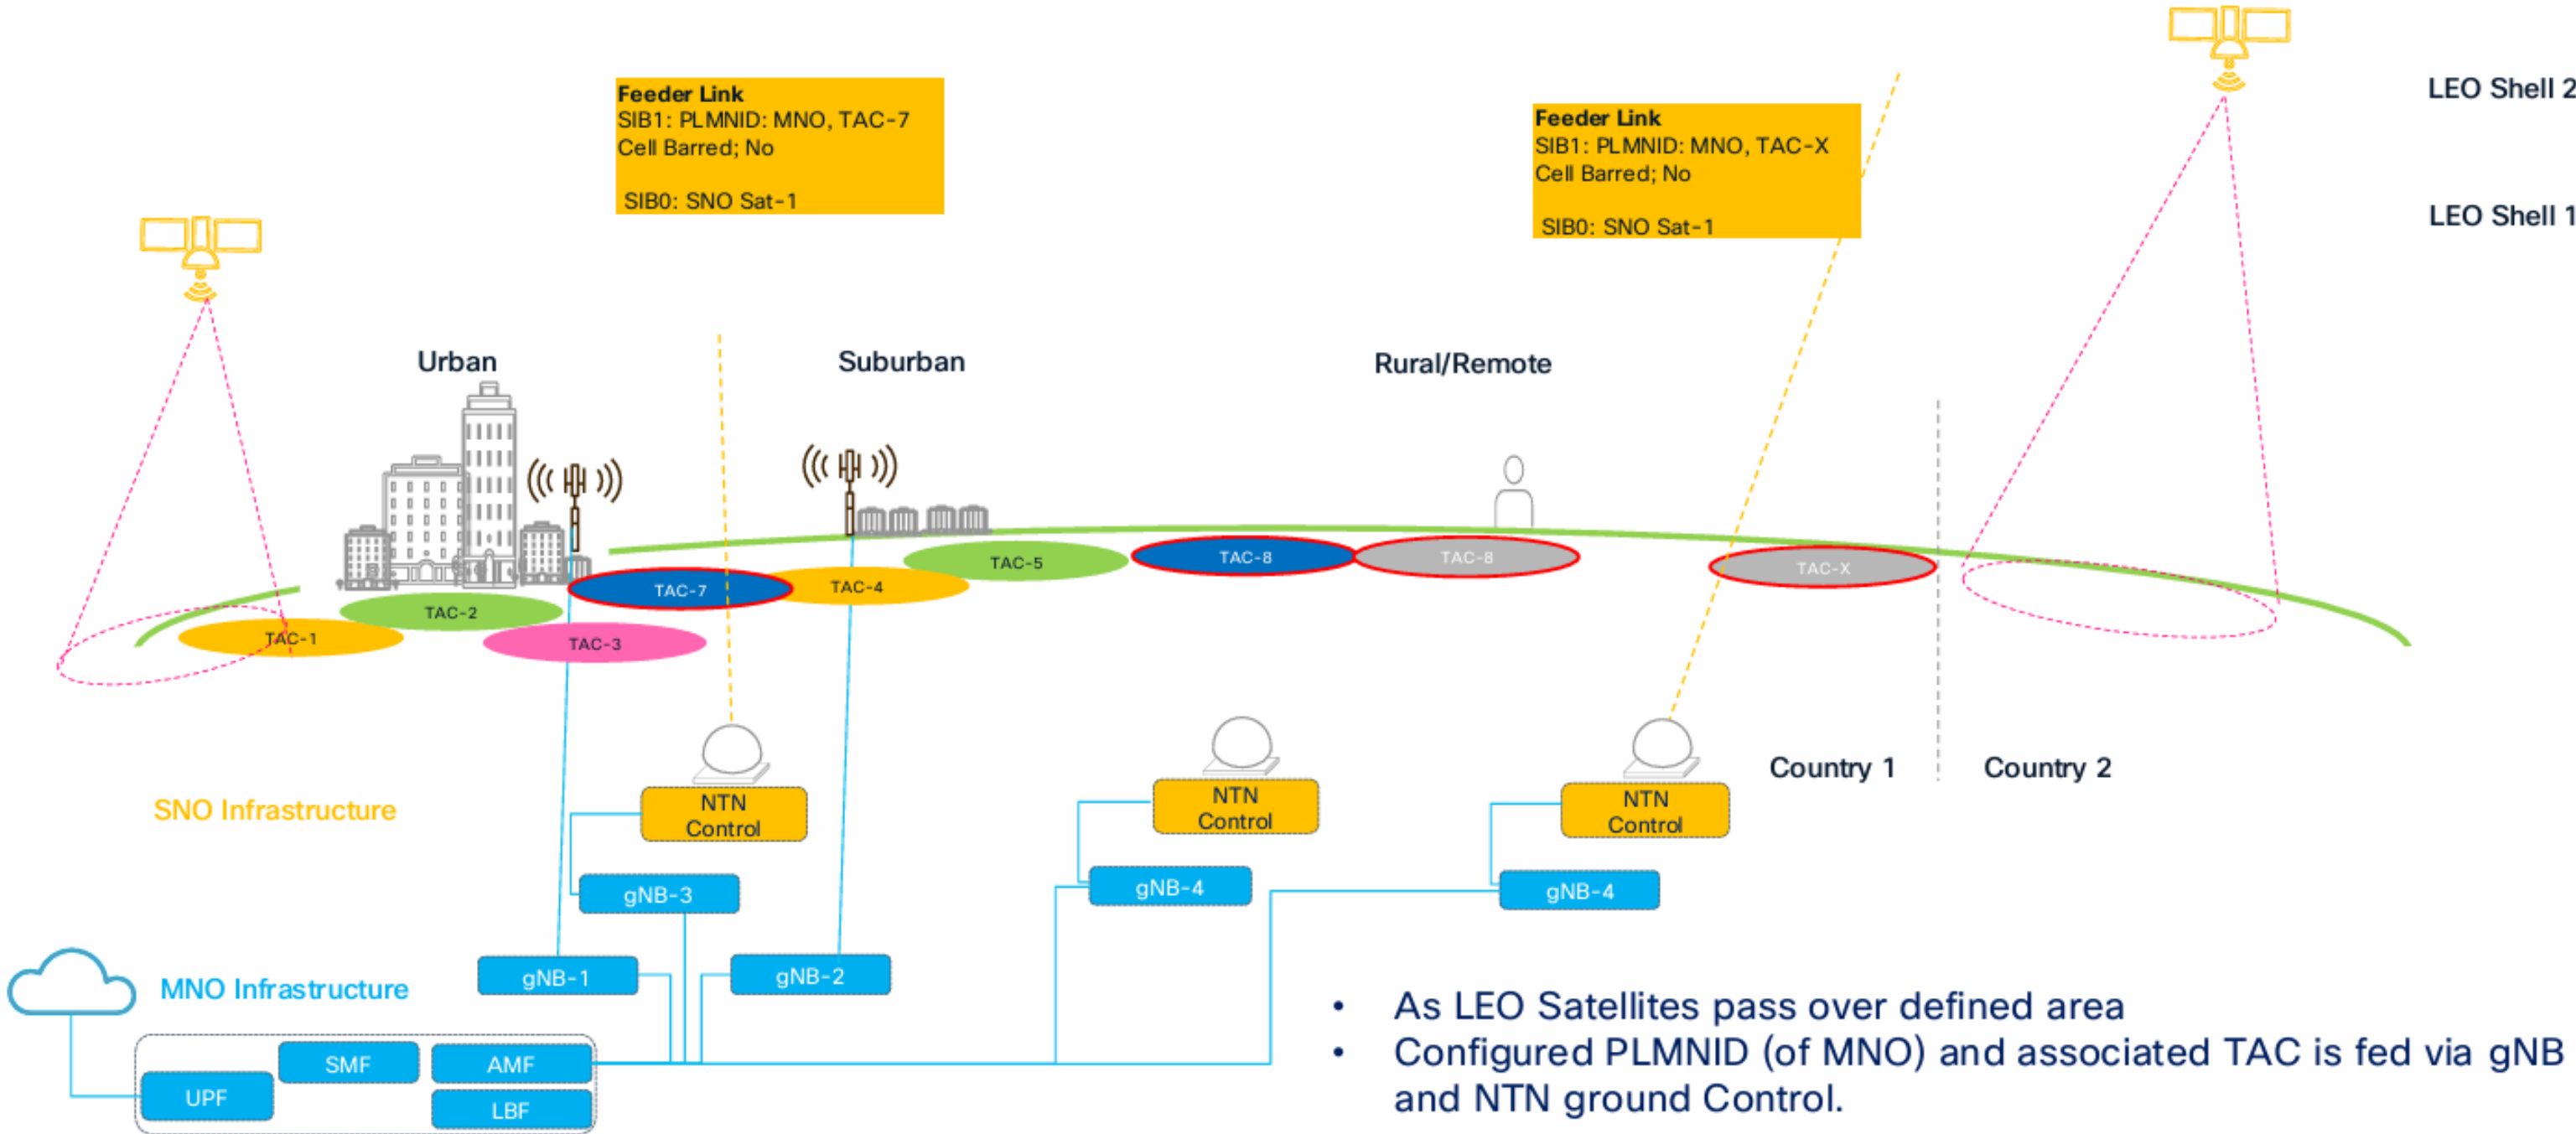 LEO Shell 2
LEO Shell 1
Feeder Link
SIB1: PLMNID: MNO, TAC-7
Cell Barred; No
SIB0: SNO Sat-1
Feeder Link
SIB1: PLMNID: MNO, TAC-X
Cell Barred; No
SIB0: SNO Sat-1
Urban
Suburban
Rural/Remote
TAC-1
TAC-2
TAC-3
TAC-7
TAC-4
TAC-5
TAC-8
TAC-8
TAC-X
Country 1
Country 2
SNO Infrastructure
NTN
Control
NTN
Control
NTN
Control
gNB-3
gNB-4
gNB-4
MNO Infrastructure
gNB-1
gNB-2
SMF
AMF
UPF
LBF
• As LEO Satellites pass over defined area
• Configured PLMNID (of MNO) and associated TAC is fed via gNB
and NTN ground Control.